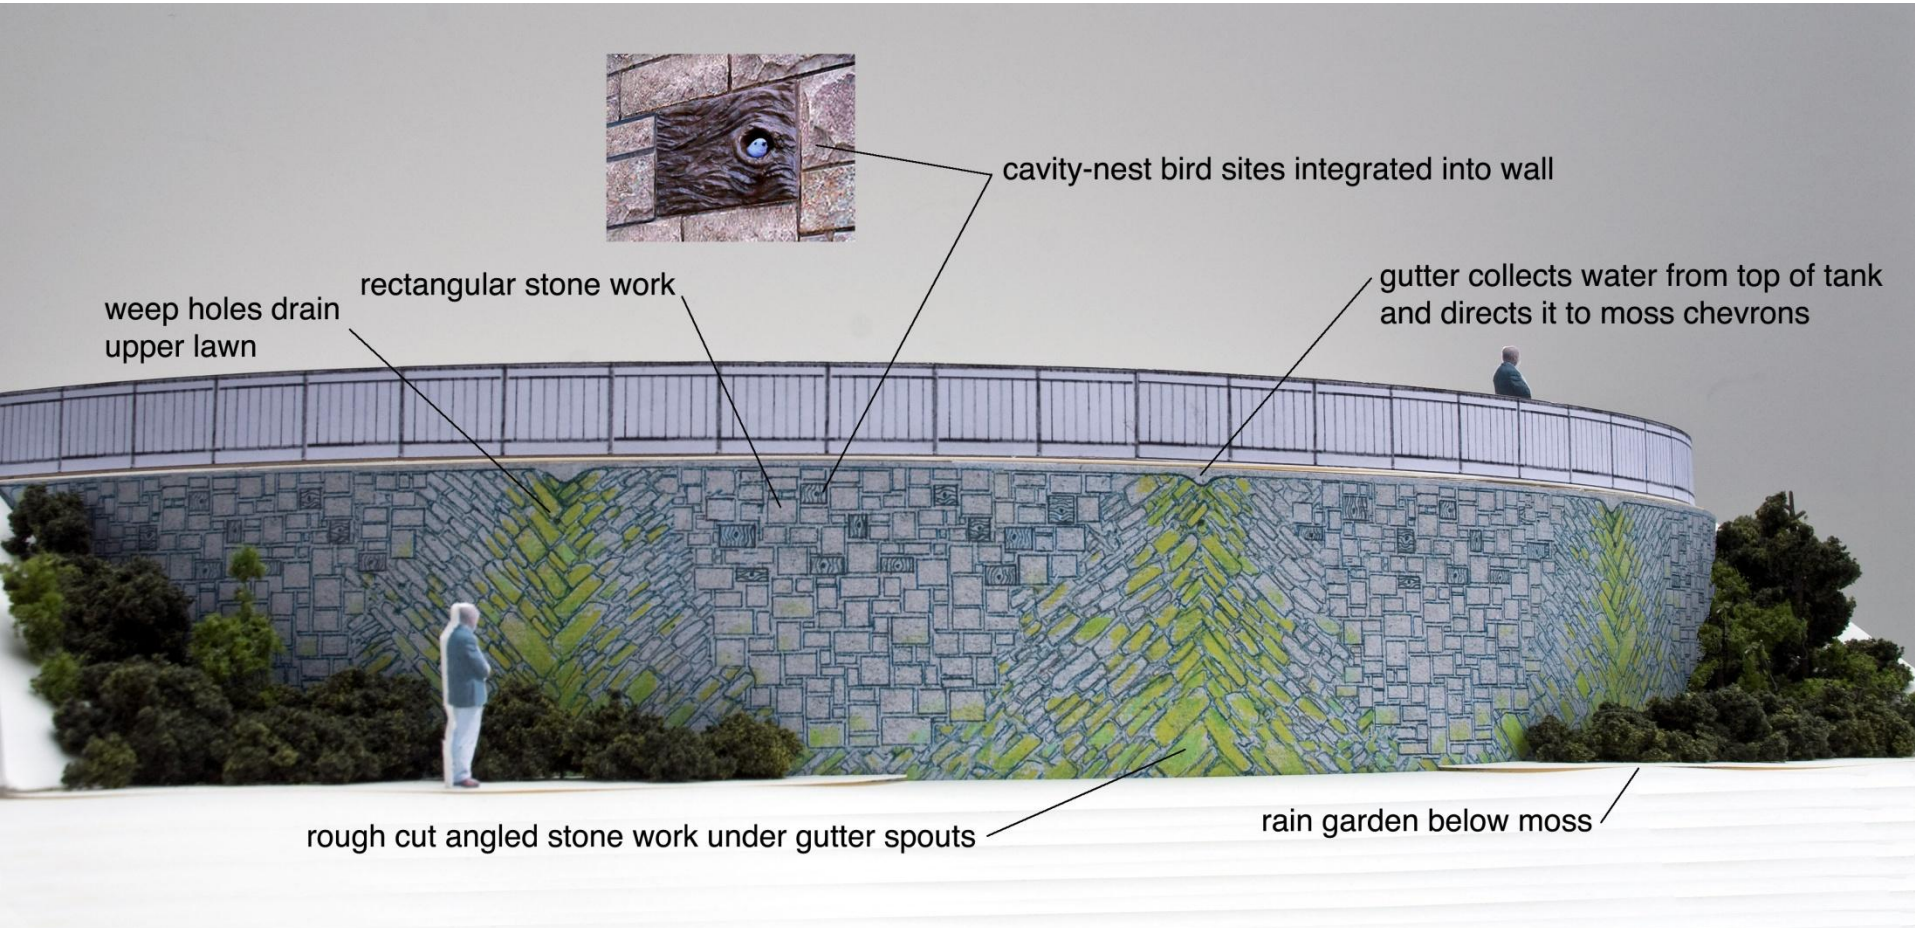 cavity-nest bird sites integrated into wall
rectangular stone work
weep holes drain
upper lawn
gutter collects water from top of tank
and directs it to moss chevrons
rough cut angled stone work under gutter spouts
rain garden below moss